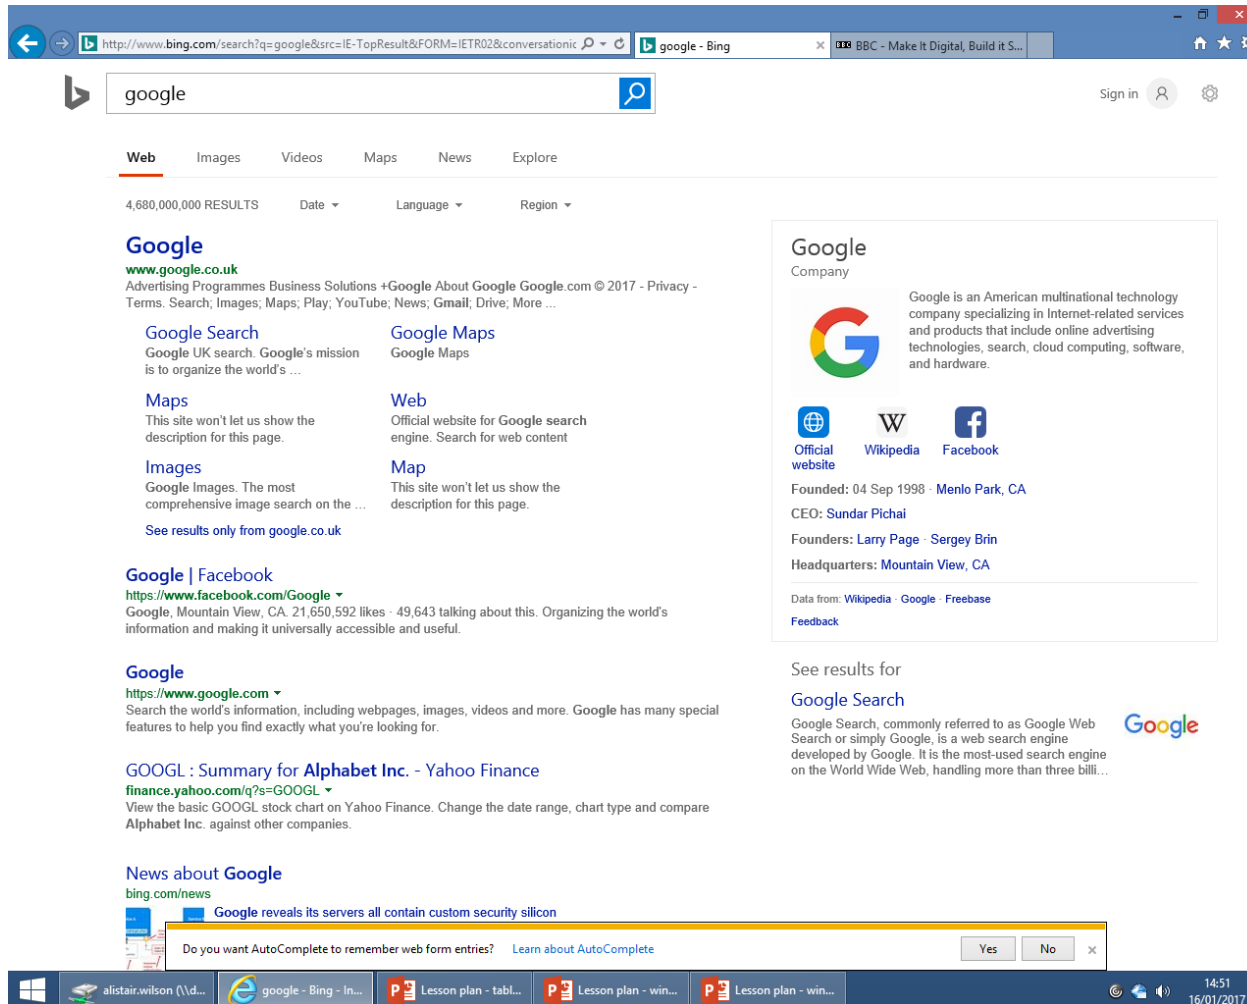 http://www.bing.com/search?q=google&src=IE-TopResult&FORM=IETR02&conversationic
google - Bing
BBC - Make It Digital, Build it S...
google
Sign in
Web Images Videos Maps News Explore
4,680,000,000 RESULTS Date Language Region
Google
www.google.co.uk
Advertising Programmes Business Solutions +Google About Google Google.com © 2017 - Privacy -
Terms. Search; Images; Maps; Play; YouTube; News; Gmail; Drive; More ...
Google Search
Google UK search. Google's mission
is to organize the world's ...
Google Maps
Google Maps
Maps
This site won't let us show the
description for this page.
Web
Official website for Google search
engine. Search for web content
Images
Google Images. The most
comprehensive image search on the ...
Map
This site won't let us show the
description for this page.
See results only from google.co.uk
Google | Facebook
https://www.facebook.com/Google
Google, Mountain View, CA. 21,650,592 likes · 49,643 talking about this. Organizing the world's
information and making it universally accessible and useful.
Google
https://www.google.com
Search the world's information, including webpages, images, videos and more. Google has many special
features to help you find exactly what you're looking for.
GOOGL : Summary for Alphabet Inc. - Yahoo Finance
finance.yahoo.com/q?s=GOOGL
View the basic GOOGL stock chart on Yahoo Finance. Change the date range, chart type and compare
Alphabet Inc. against other companies.
News about Google
bing.com/news
Google reveals its servers all contain custom security silicon
Google
Company
Google is an American multinational technology
company specializing in Internet-related services
and products that include online advertising
technologies, search, cloud computing, software,
and hardware.
W
Official
website
Wikipedia
Facebook
Founded: 04 Sep 1998 · Menlo Park, CA
CEO: Sundar Pichai
Founders: Larry Page · Sergey Brin
Headquarters: Mountain View, CA
Data from: Wikipedia · Google · Freebase
Feedback
See results for
Google Search
Google Search, commonly referred to as Google Web
Search or simply Google, is a web search engine
developed by Google. It is the most-used search engine
on the World Wide Web, handling more than three billi...
Google
Do you want AutoComplete to remember web form entries? Learn about AutoComplete Yes No
alistair.wilson (\\d...
google - Bing - In...
Lesson plan - tabl...
Lesson plan - win...
Lesson plan - win...
14:51
16/01/2017